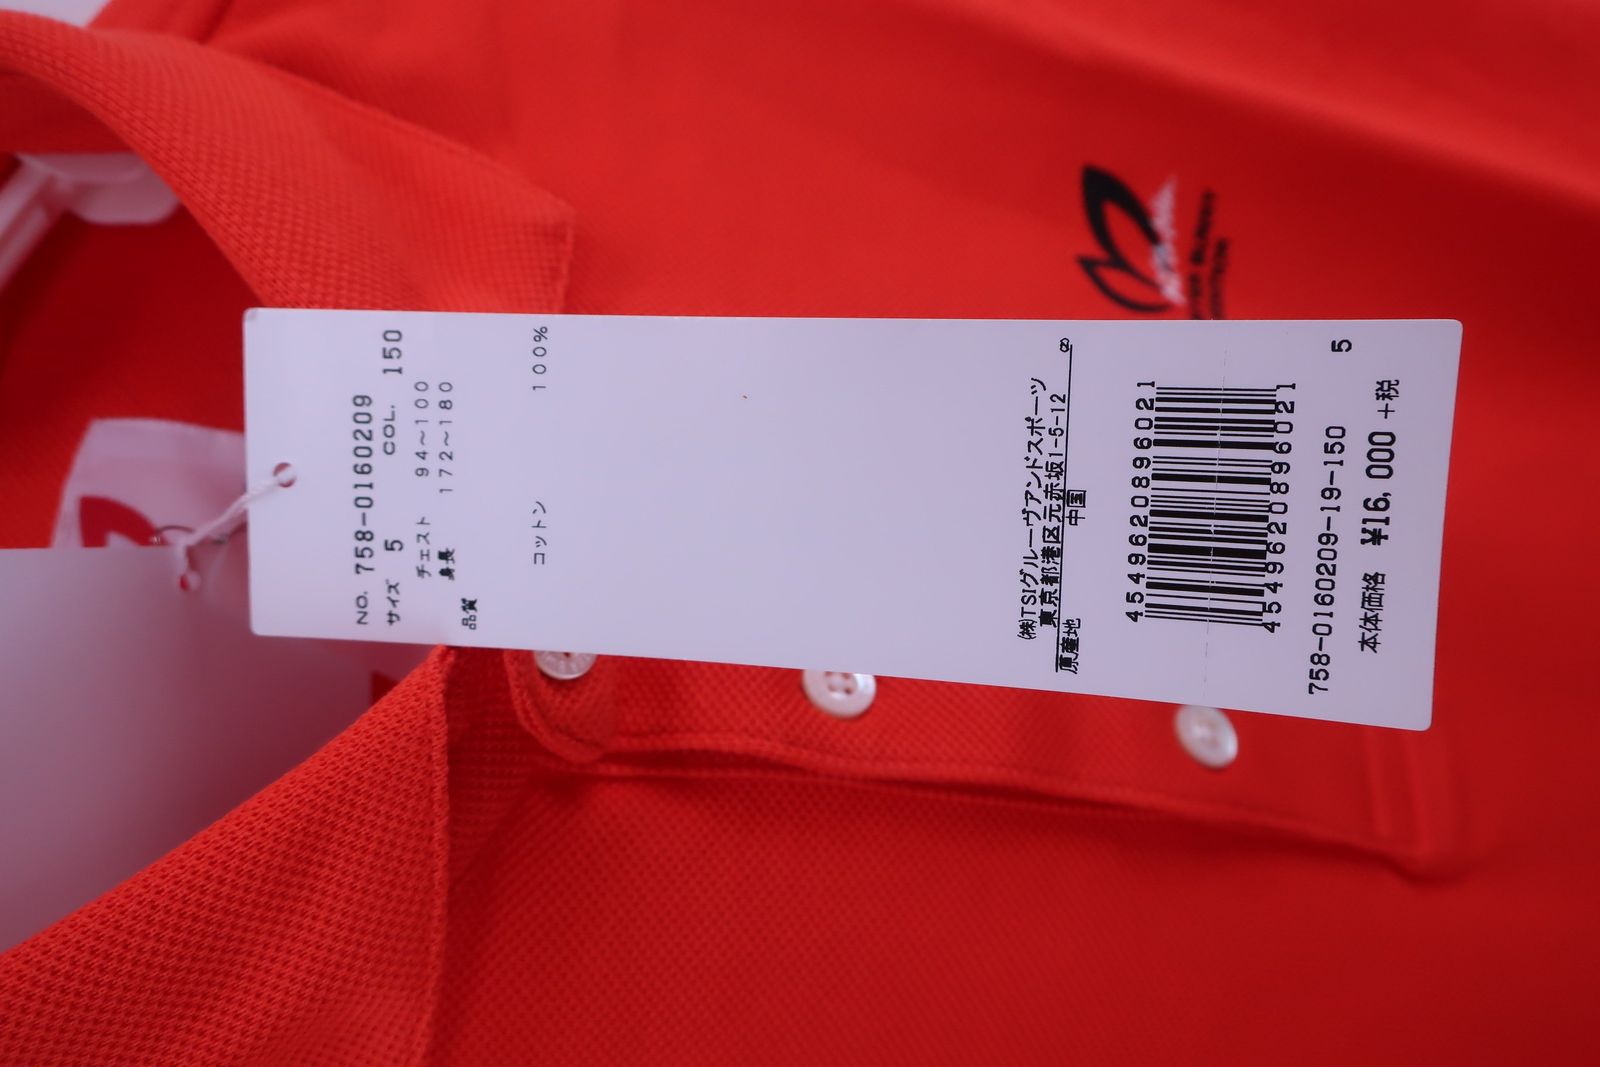 NO. 758-0160209
サイズ 5 COL. 150
チェスト 94~100
身長 172~180
品質
コットン 100%
(株)TSIグルーヴアンドスポーツ
東京都港区元赤坂1-5-12
原産地 中国 (2)
4549620896021
4549620896021
758-0160209-19-150 5
本体価格 ¥16,000+税